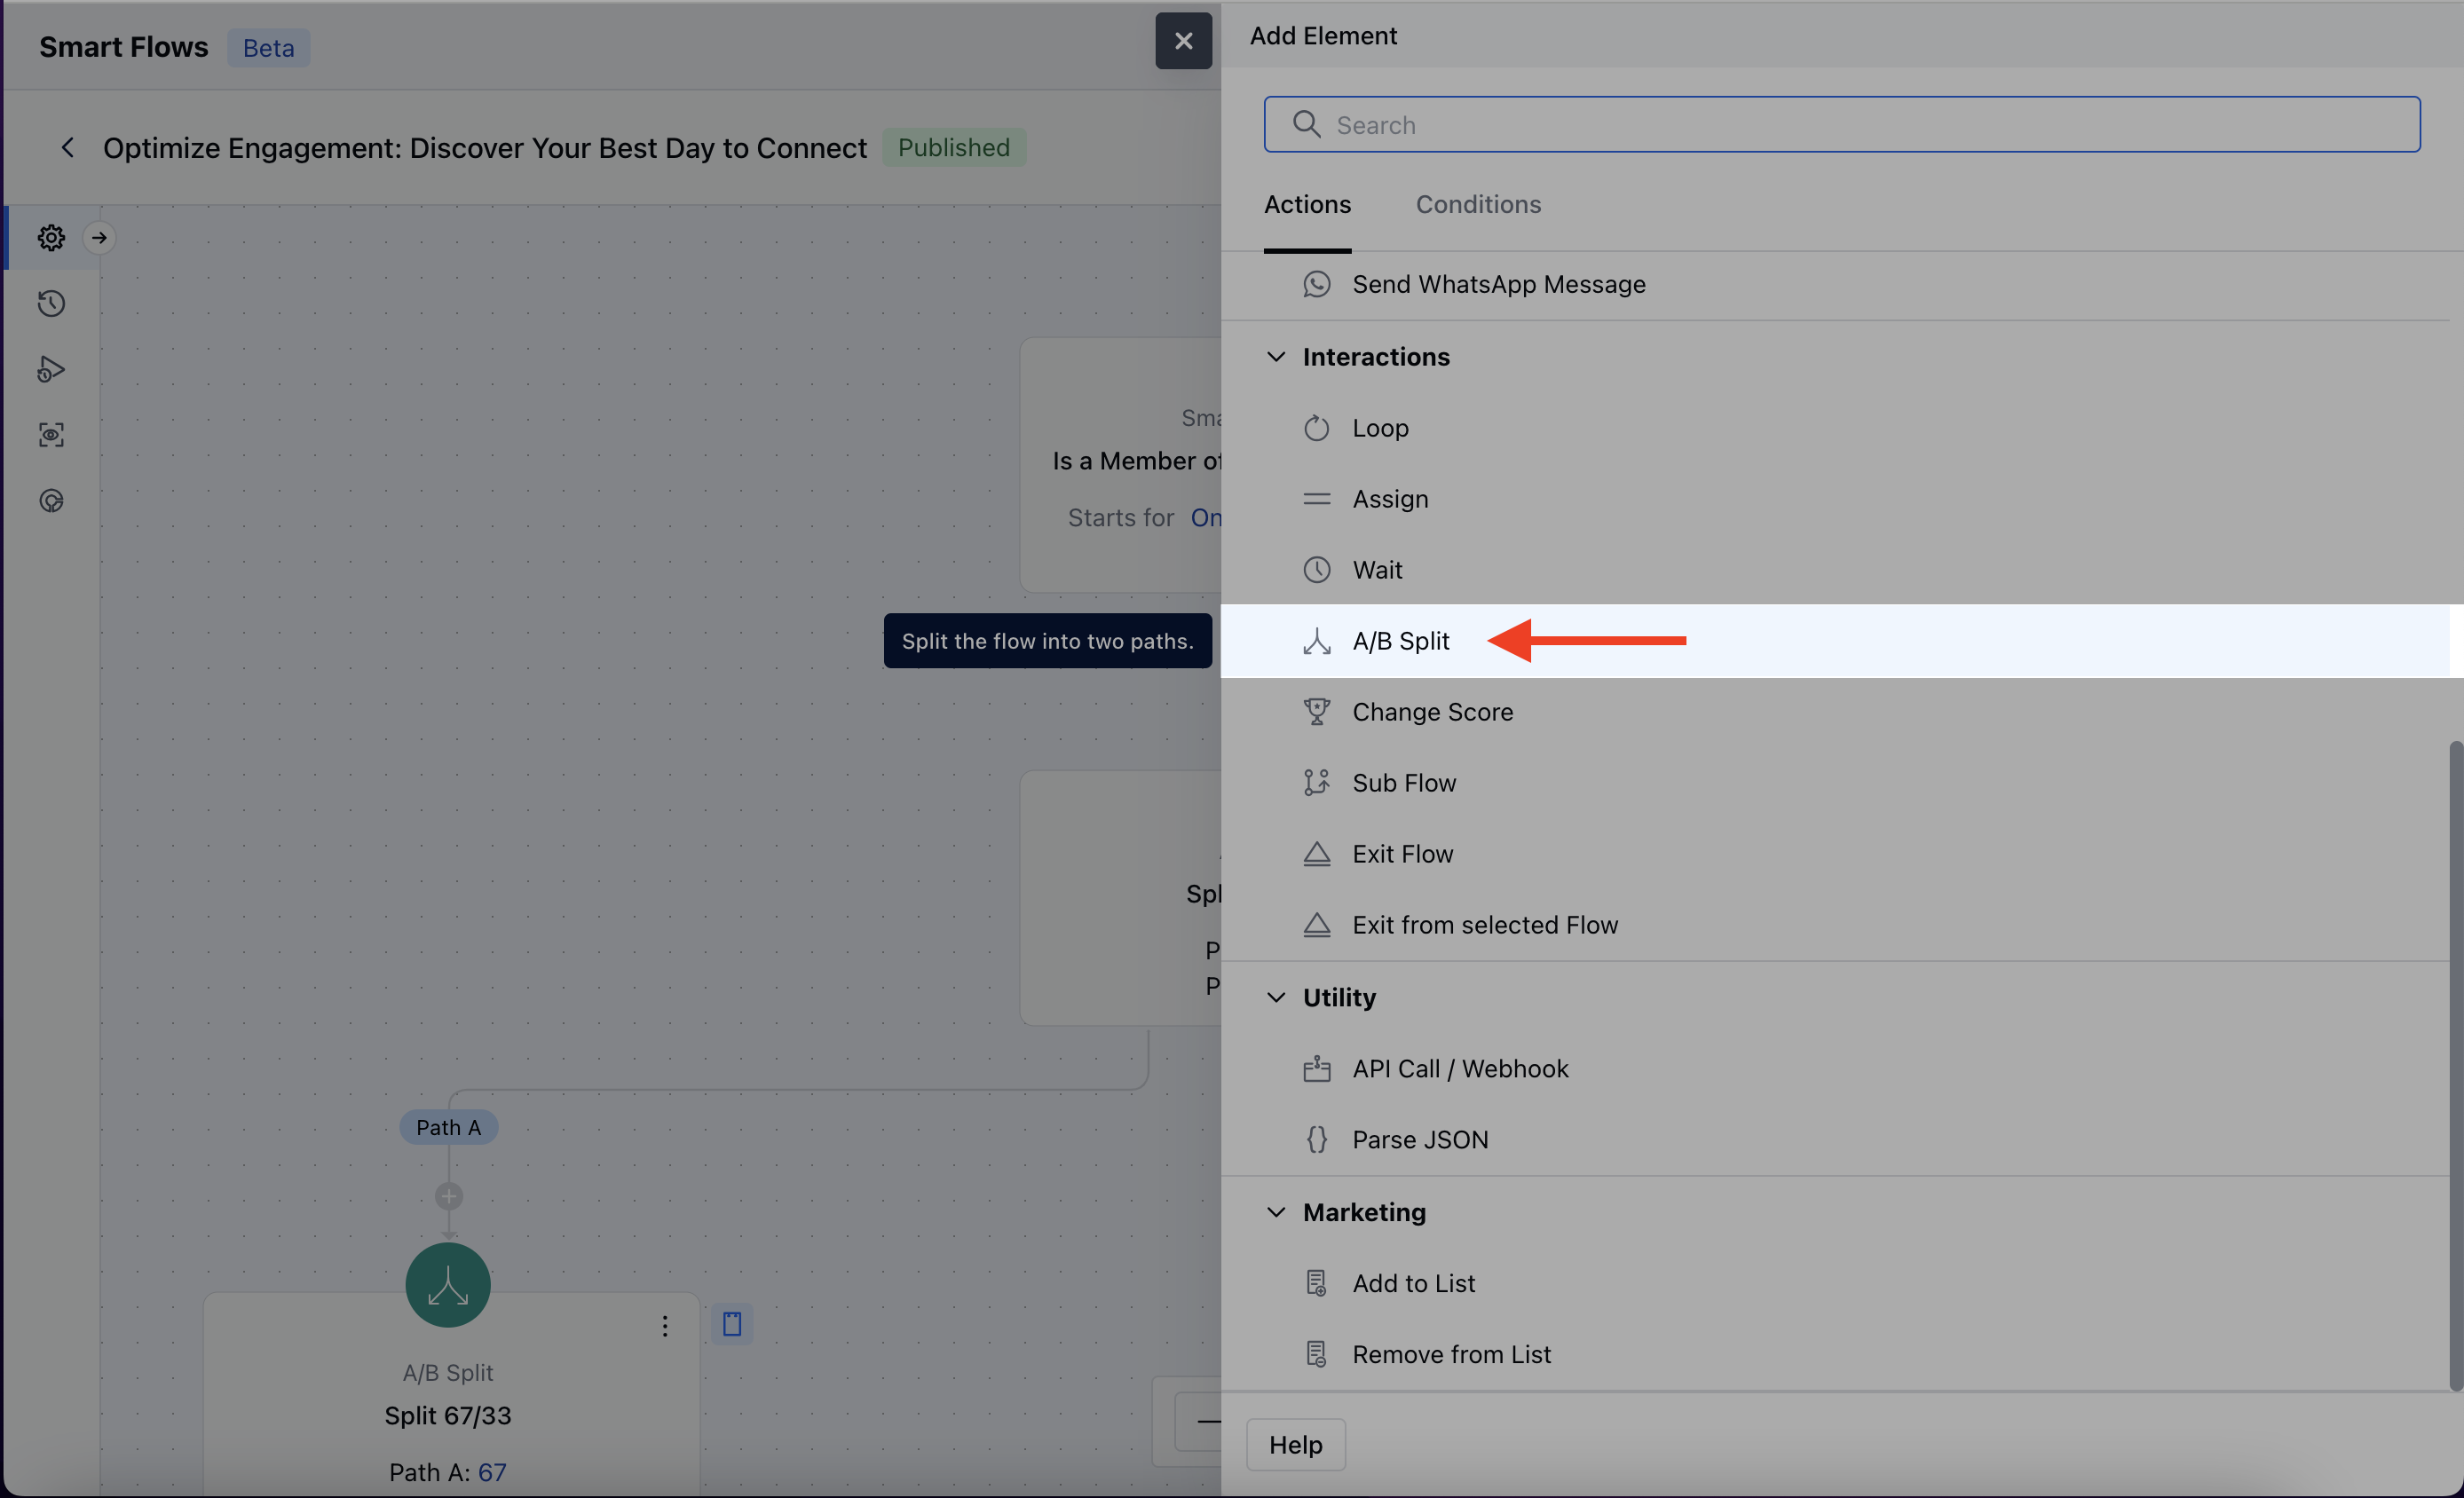 Smart Flows Beta
Optimize Engagement: Discover Your Best Day to Connect Published
Is a Member of
Starts for
Split the flow into two paths.
Path A
A/B Split
Split 67/33
Path A: 67
Add Element
Search
Actions Conditions
Send WhatsApp Message
Interactions
Loop
Assign
Wait
A/B Split
Change Score
Sub Flow
Exit Flow
Exit from selected Flow
Utility
API Call / Webhook
{} Parse JSON
Marketing
Add to List
Remove from List
Help